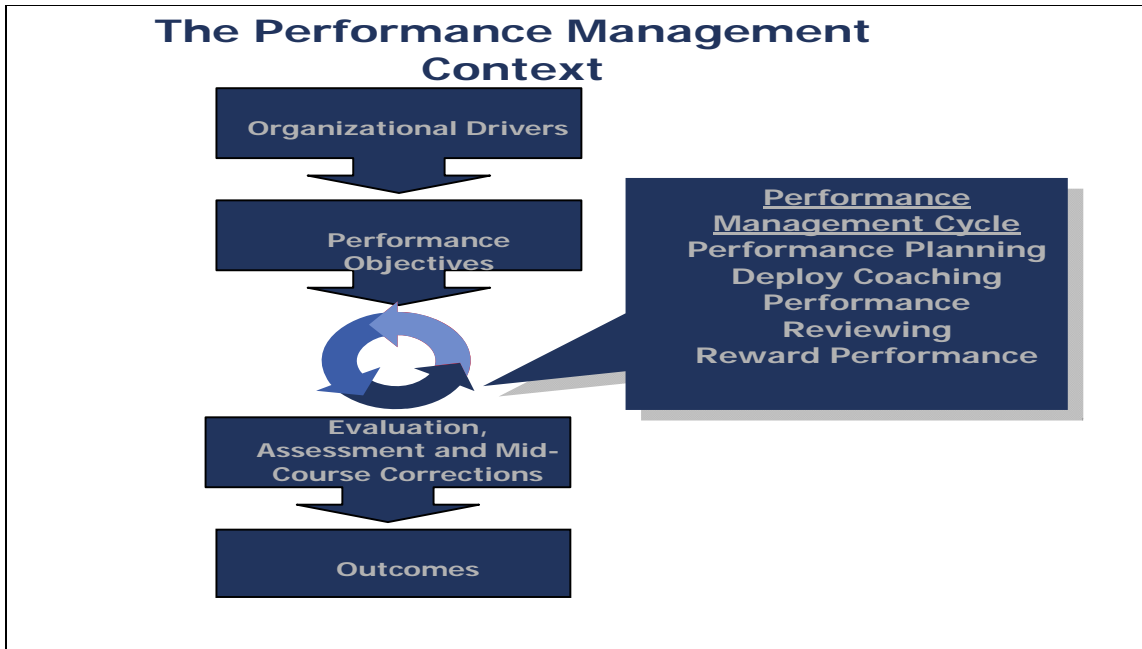 The Performance Management
Context
Organizational Drivers
Performance
Objectives
Performance
Management Cycle
Performance Planning
Deploy Coaching
Performance
Reviewing
Reward Performance
Evaluation,
Assessment and Mid-
Course Corrections
Outcomes